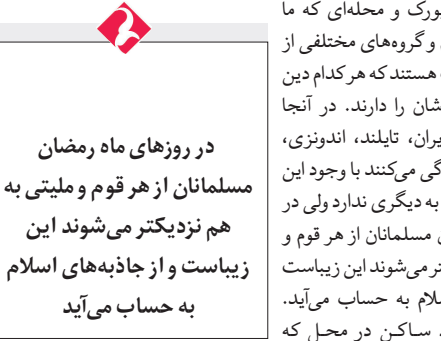 یورک و محله‌ای که ما
و گروه‌های مختلفی از
هستند که هر کدام دین
شان را دارند. در آنجا
یران، تایلند، اندونزی،
گی می‌کنند با وجود این
به دیگری ندارد ولی در
مسلمانان از هر قوم و
تر می‌شوند این زیباست
سلام به حساب می‌آید.
ساکن در محل که
در روزهای ماه رمضان
مسلمانان از هر قوم و ملیتی به
هم نزدیکتر می‌شوند این
زیباست و از جاذبه‌های اسلام
به حساب می‌آید